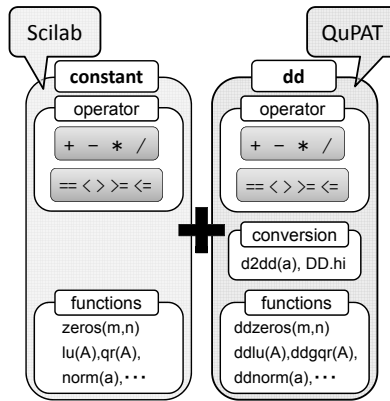 Scilab
constant
operator
+ − * /
== < > >= <=
functions
zeros(m,n)
lu(A),qr(A),
norm(a),･･･
+
QuPAT
dd
operator
+ − * /
== < > >= <=
conversion
d2dd(a), DD.hi
functions
ddzeros(m,n)
ddlu(A),ddgqr(A),
ddnorm(a),･･･